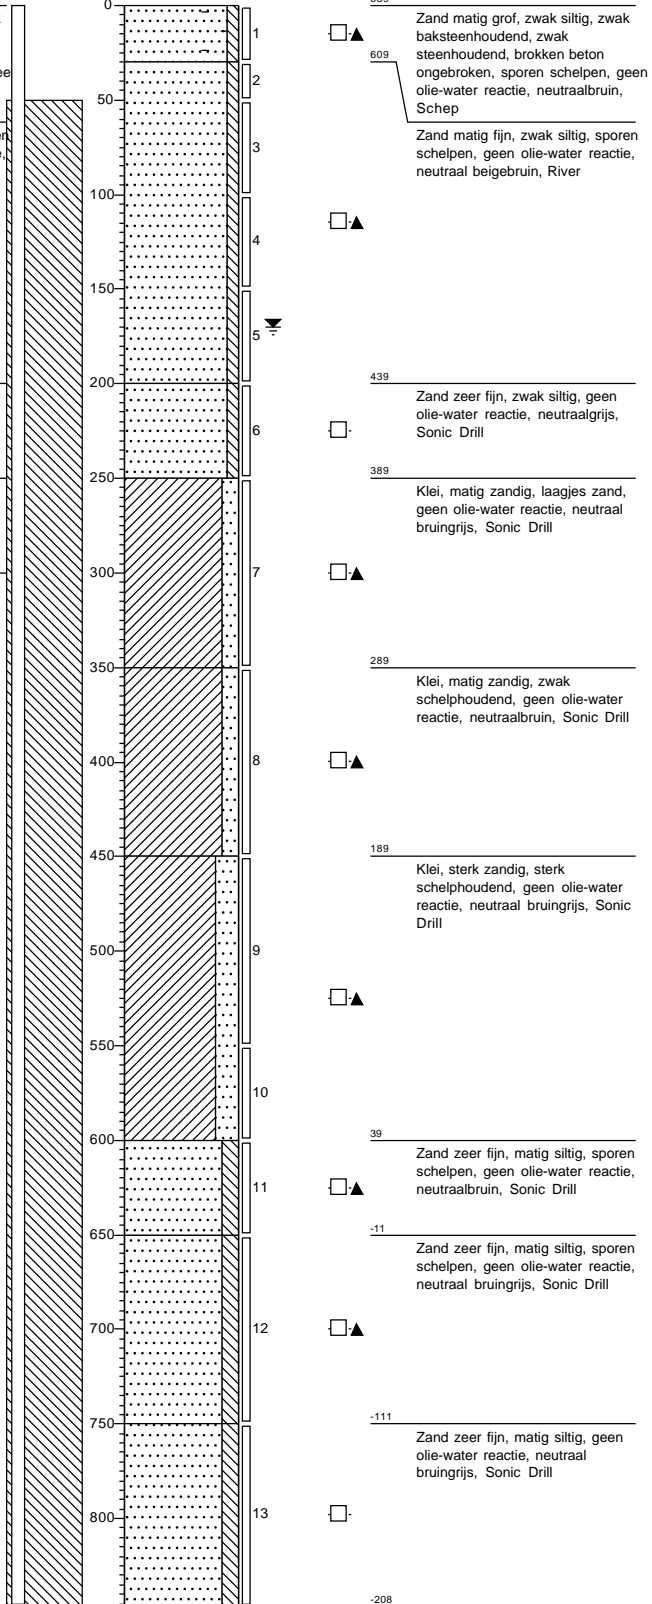 0
50
100
150
200
250
300
350
400
450
500
550
600
650
700
750
800
1
2
3
4
5
6
7
8
9
10
11
12
13
Zand matig grof, zwak siltig, zwak
baksteenhoudend, zwak
steenhoudend, brokken beton
ongebroken, sporen schelpen, geen
olie-water reactie, neutraalbruin,
Schep
609
Zand matig fijn, zwak siltig, sporen
schelpen, geen olie-water reactie,
neutraal beigebruin, River
439
Zand zeer fijn, zwak siltig, geen
olie-water reactie, neutraalgrijs,
Sonic Drill
389
Klei, matig zandig, laagjes zand,
geen olie-water reactie, neutraal
bruingrijs, Sonic Drill
289
Klei, matig zandig, zwak
schelphoudend, geen olie-water
reactie, neutraalbruin, Sonic Drill
189
Klei, sterk zandig, sterk
schelphoudend, geen olie-water
reactie, neutraal bruingrijs, Sonic
Drill
39
Zand zeer fijn, matig siltig, sporen
schelpen, geen olie-water reactie,
neutraalbruin, Sonic Drill
-11
Zand zeer fijn, matig siltig, sporen
schelpen, geen olie-water reactie,
neutraal bruingrijs, Sonic Drill
-111
Zand zeer fijn, matig siltig, geen
olie-water reactie, neutraal
bruingrijs, Sonic Drill
-208